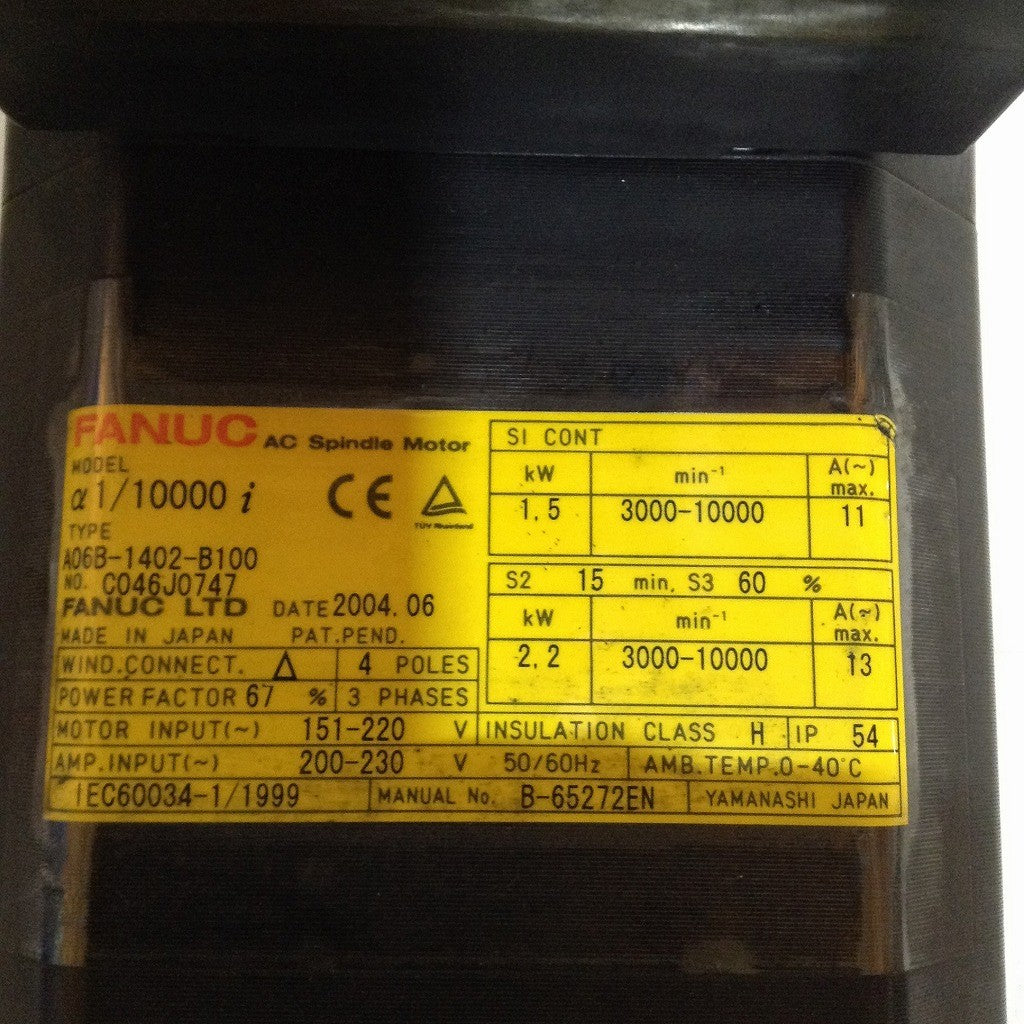 FANUC AC Spindle Motor
MODEL
α1/10000 i
CE
TÜV Rheinland
TYPE
A06B-1402-B100
NO. C046J0747
FANUC LTD DATE 2004.06
MADE IN JAPAN PAT.PEND.
WIND.CONNECT. Δ 4 POLES
POWER FACTOR 67 % 3 PHASES
S1 CONT
kW min⁻¹ A(~) max.
1.5 3000-10000 11
S2 15 min, S3 60 %
kW min⁻¹ A(~) max.
2.2 3000-10000 13
MOTOR INPUT(~) 151-220 V INSULATION CLASS H IP 54
AMP.INPUT(~) 200-230 V 50/60Hz AMB.TEMP.0-40°C
IEC60034-1/1999 MANUAL No. B-65272EN YAMANASHI JAPAN